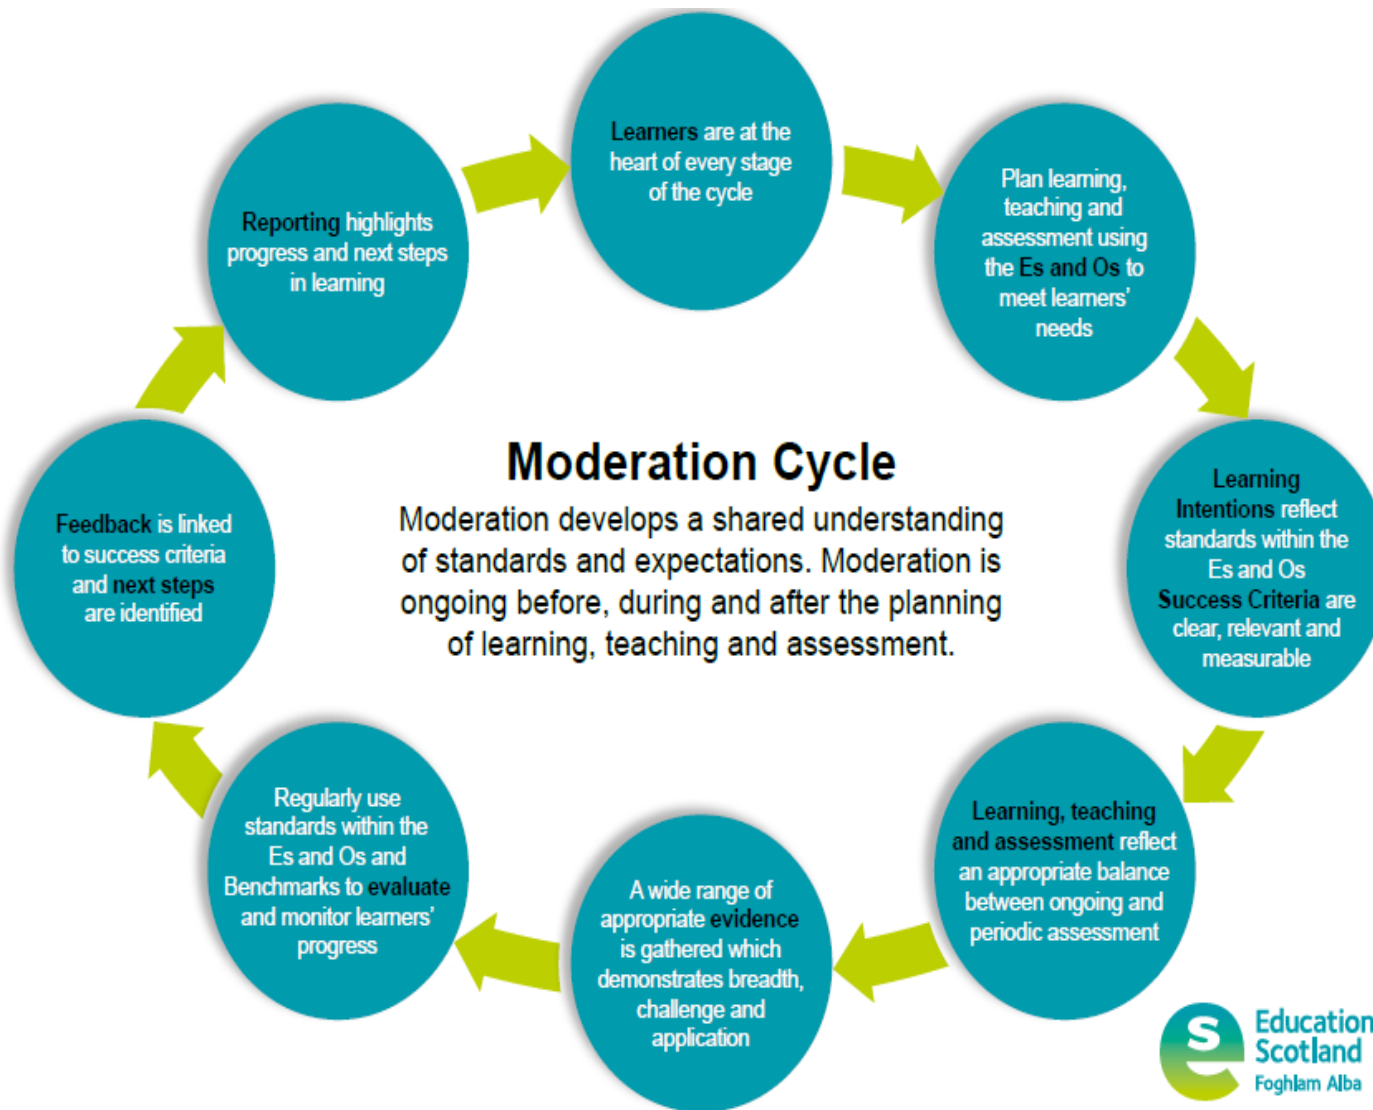 Learners are at the
heart of every stage
of the cycle
Plan learning,
teaching and
assessment using
the Es and Os to
meet learners’
needs
Learning
Intentions reflect
standards within the
Es and Os
Success Criteria are
clear, relevant and
measurable
Learning, teaching
and assessment reflect
an appropriate balance
between ongoing and
periodic assessment
A wide range of
appropriate evidence
is gathered which
demonstrates breadth,
challenge and
application
Regularly use
standards within the
Es and Os and
Benchmarks to evaluate
and monitor learners’
progress
Feedback is linked
to success criteria
and next steps
are identified
Reporting highlights
progress and next steps
in learning
Moderation Cycle
Moderation develops a shared understanding
of standards and expectations. Moderation is
ongoing before, during and after the planning
of learning, teaching and assessment.
Education
Scotland
Foghlam Alba